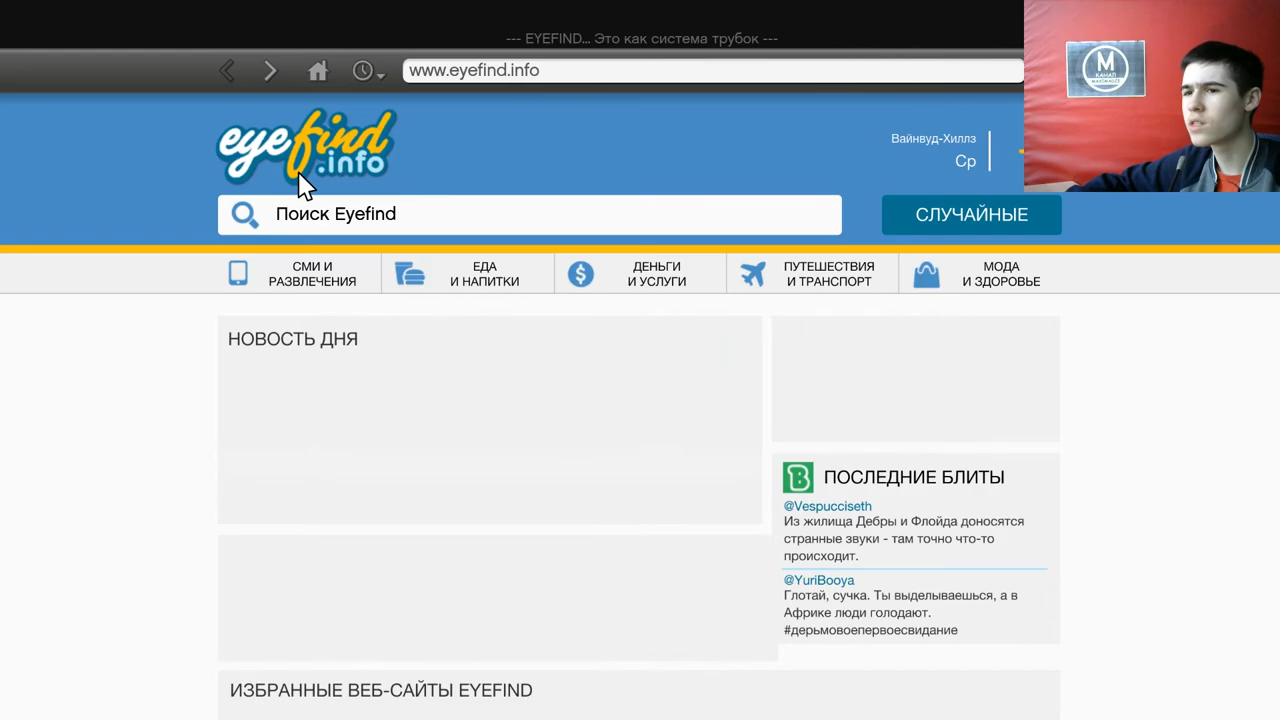 --- EYEFIND... Это как система трубок ---
www.eyefind.info
М
КАНАЛ
eyefind
.info
Вайнвуд-Хиллз
Ср
Поиск Eyefind
СЛУЧАЙНЫЕ
СМИ И
РАЗВЛЕЧЕНИЯ
ЕДА
И НАПИТКИ
ДЕНЬГИ
И УСЛУГИ
ПУТЕШЕСТВИЯ
И ТРАНСПОРТ
МОДА
И ЗДОРОВЬЕ
НОВОСТЬ ДНЯ
B ПОСЛЕДНИЕ БЛИТЫ
@Vespucciseth
Из жилища Дебры и Флойда доносятся
странные звуки - там точно что-то
происходит.
@YuriBooya
Глотай, сучка. Ты выделываешься, а в
Африке люди голодают.
#дерьмовоепервоесвидание
ИЗБРАННЫЕ ВЕБ-САЙТЫ EYEFIND